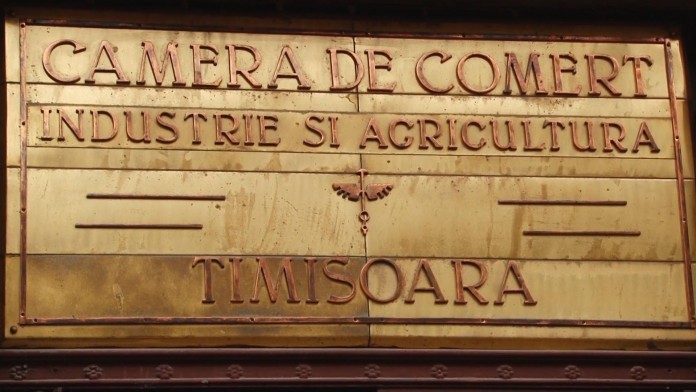 CAMERA DE COMERT
INDUSTRIE SI AGRICULTURA
TIMISOARA